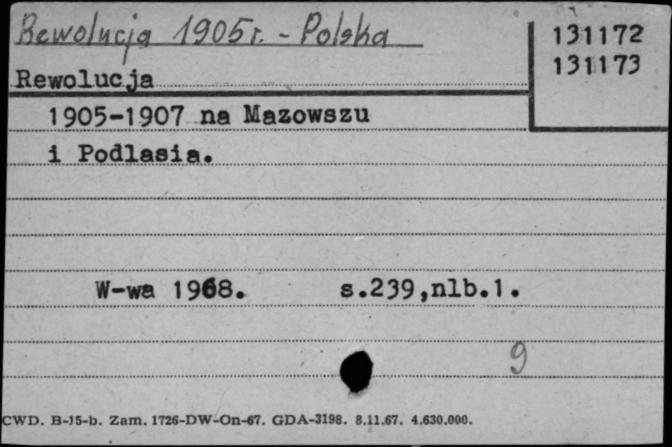 Rewolucja 1905 r. - Polska
131172
131173
Rewolucja
1905-1907 na Mazowszu
i Podlasia.
W-wa 1968. s.239,nlb.1.
9
CWD. B-15-b. Zam. 1726-DW-On-67. GDA-3198. 8.11.67. 4.630.000.